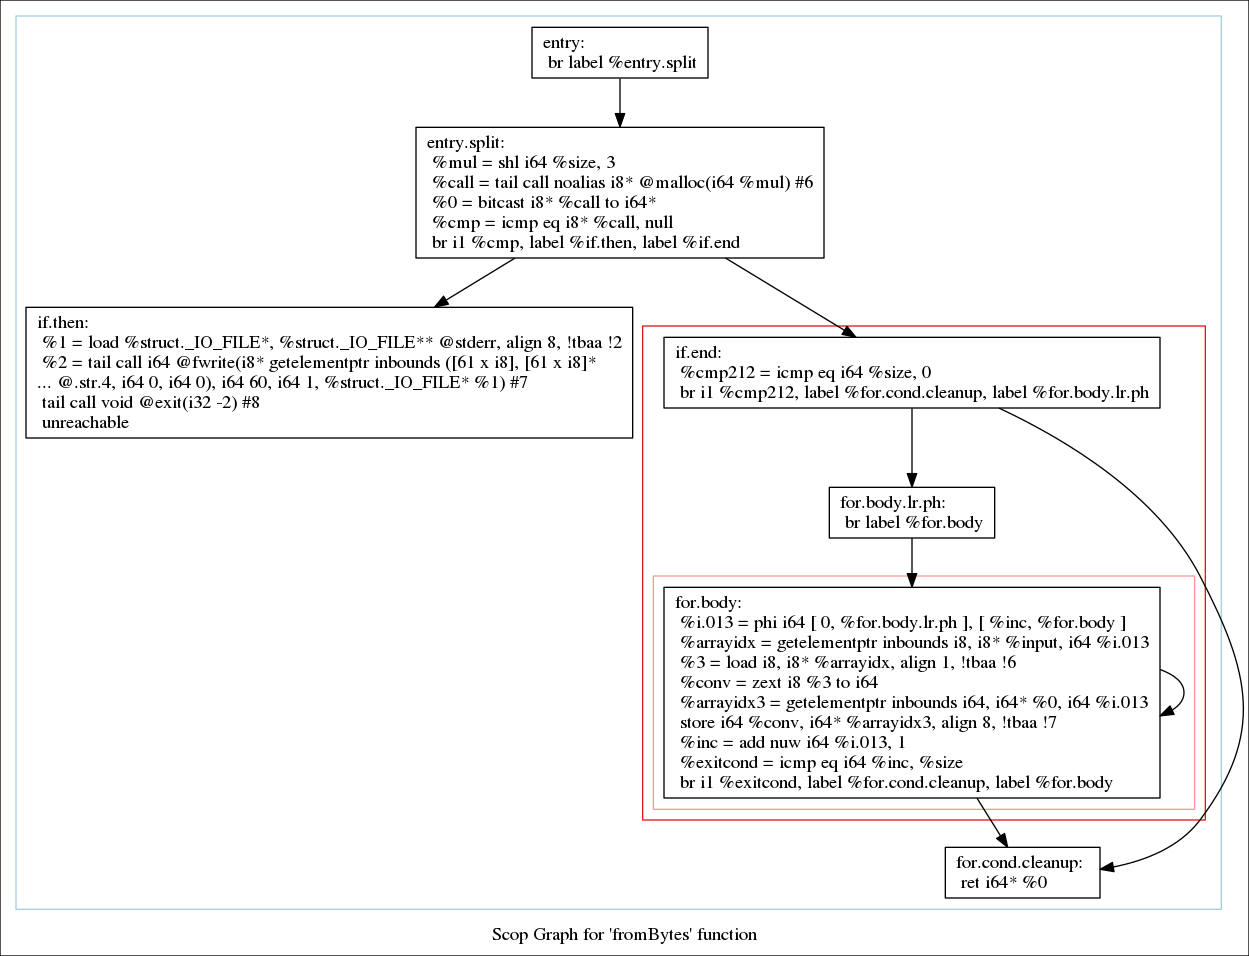 entry:
br label %entry.split
entry.split:
%mul = shl i64 %size, 3
%call = tail call noalias i8* @malloc(i64 %mul) #6
%0 = bitcast i8* %call to i64*
%cmp = icmp eq i8* %call, null
br i1 %cmp, label %if.then, label %if.end
if.then:
%1 = load %struct._IO_FILE*, %struct._IO_FILE** @stderr, align 8, !tbaa !2
%2 = tail call i64 @fwrite(i8* getelementptr inbounds ([61 x i8], [61 x i8]*
... @.str.4, i64 0, i64 0), i64 60, i64 1, %struct._IO_FILE* %1) #7
tail call void @exit(i32 -2) #8
unreachable
if.end:
%cmp212 = icmp eq i64 %size, 0
br i1 %cmp212, label %for.cond.cleanup, label %for.body.lr.ph
for.body.lr.ph:
br label %for.body
for.body:
%i.013 = phi i64 [ 0, %for.body.lr.ph ], [ %inc, %for.body ]
%arrayidx = getelementptr inbounds i8, i8* %input, i64 %i.013
%3 = load i8, i8* %arrayidx, align 1, !tbaa !6
%conv = zext i8 %3 to i64
%arrayidx3 = getelementptr inbounds i64, i64* %0, i64 %i.013
store i64 %conv, i64* %arrayidx3, align 8, !tbaa !7
%inc = add nuw i64 %i.013, 1
%exitcond = icmp eq i64 %inc, %size
br i1 %exitcond, label %for.cond.cleanup, label %for.body
for.cond.cleanup:
ret i64* %0
Scop Graph for 'fromBytes' function